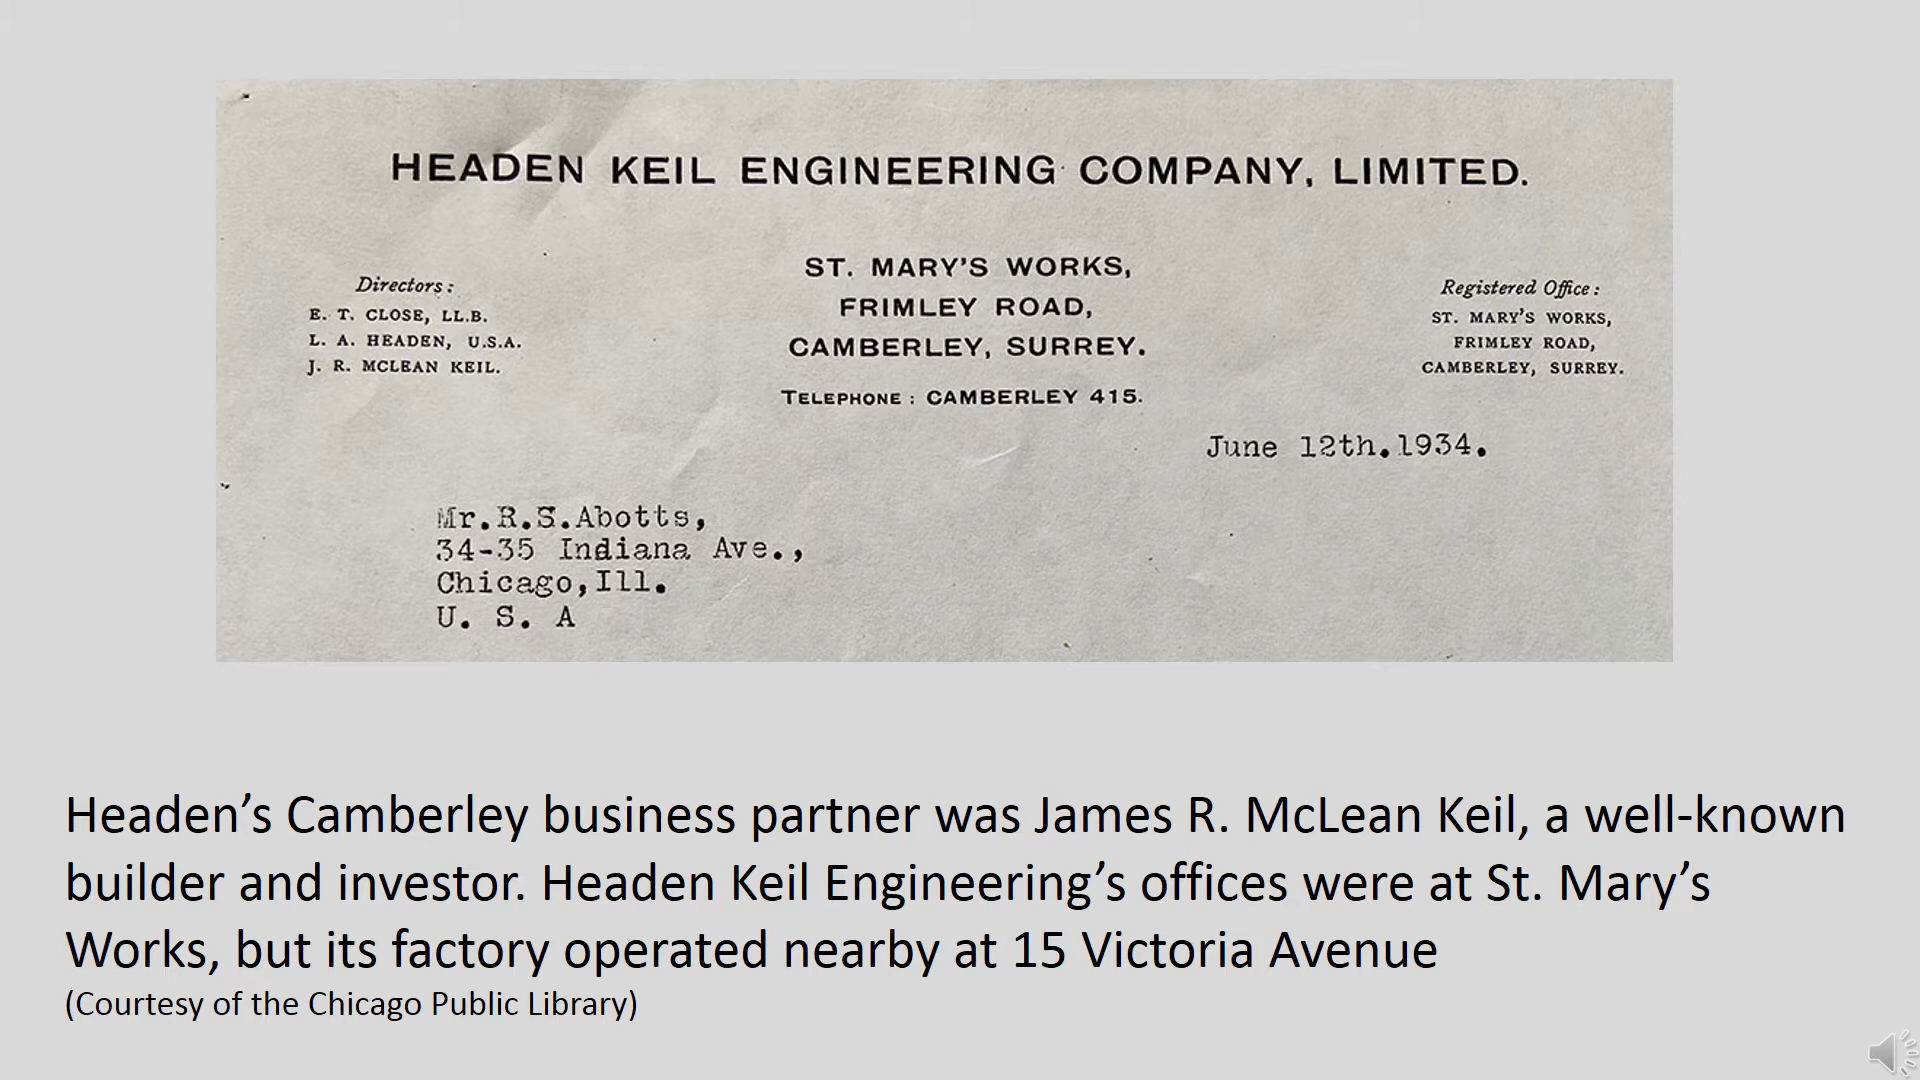 HEADEN KEIL ENGINEERING COMPANY, LIMITED.
Directors:
E. T. CLOSE, LL.B.
L. A. HEADEN, U.S.A.
J. R. MCLEAN KEIL.
ST. MARY'S WORKS,
FRIMLEY ROAD,
CAMBERLEY, SURREY.
TELEPHONE: CAMBERLEY 415.
Registered Office:
ST. MARY'S WORKS,
FRIMLEY ROAD,
CAMBERLEY, SURREY.
June 12th.1934.
Mr.R.S.Abotts,
34-35 Indiana Ave.,
Chicago,Ill.
U. S. A
Headen’s Camberley business partner was James R. McLean Keil, a well-known
builder and investor. Headen Keil Engineering’s offices were at St. Mary’s
Works, but its factory operated nearby at 15 Victoria Avenue
(Courtesy of the Chicago Public Library)